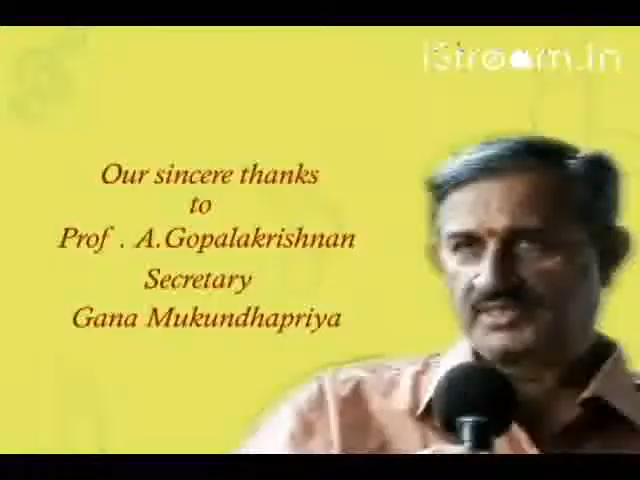 iStream.in
Our sincere thanks
to
Prof . A.Gopalakrishnan
Secretary
Gana Mukundhapriya